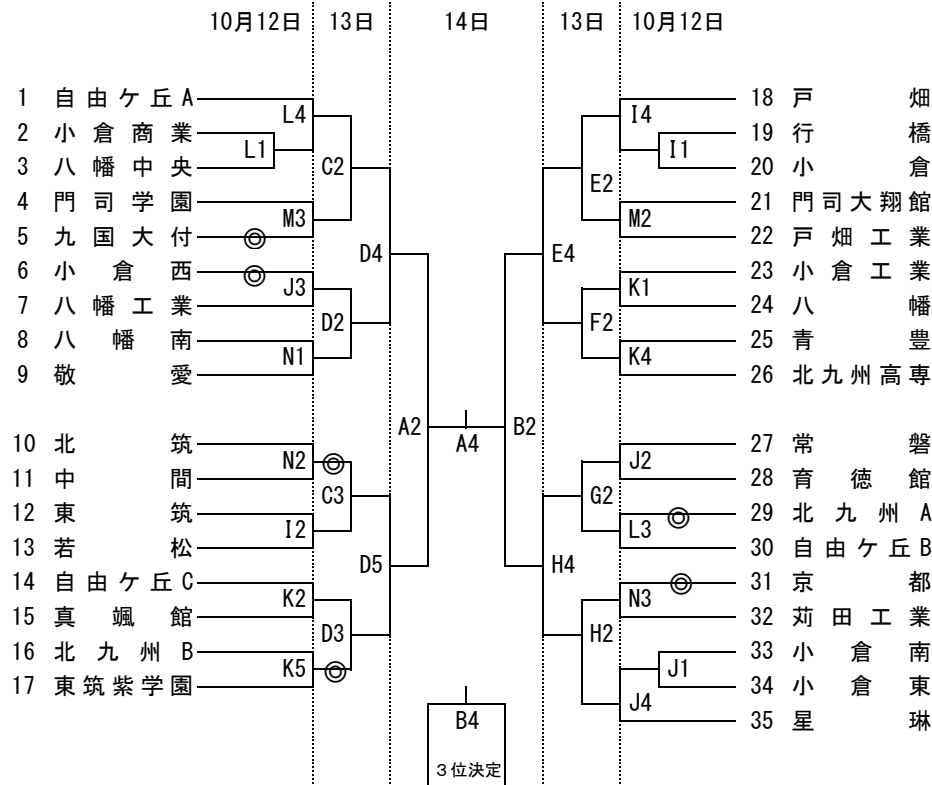 10月12日 13日 14日 13日 10月12日
1 自由ケ丘A
2 小倉商業
3 八幡中央
4 門司学園
5 九国大付 ◎
6 小倉西 ◎
7 八幡工業
8 八幡南
9 敬愛
10 北筑
11 中間
12 東筑
13 若松
14 自由ケ丘C
15 真颯館
16 北九州B
17 東筑紫学園
L4
L1
C2
M3
D4
J3
D2
N1
A2
N2 ◎
C3
I2
D5
K2
D3
K5 ◎
A4
B4
3位決定
B2
I4
I1
E2
M2
E4
K1
F2
K4
J2
G2
L3
H4
N3
H2
J1
J4
18 戸畑
19 行橋
20 小倉
21 門司大翔館
22 戸畑工業
23 小倉工業
24 八幡
25 青豊
26 北九州高専
27 常磐
28 育徳館
◎ 29 北九州A
30 自由ケ丘B
◎ 31 京都
32 苅田工業
33 小倉南
34 小倉東
35 星琳